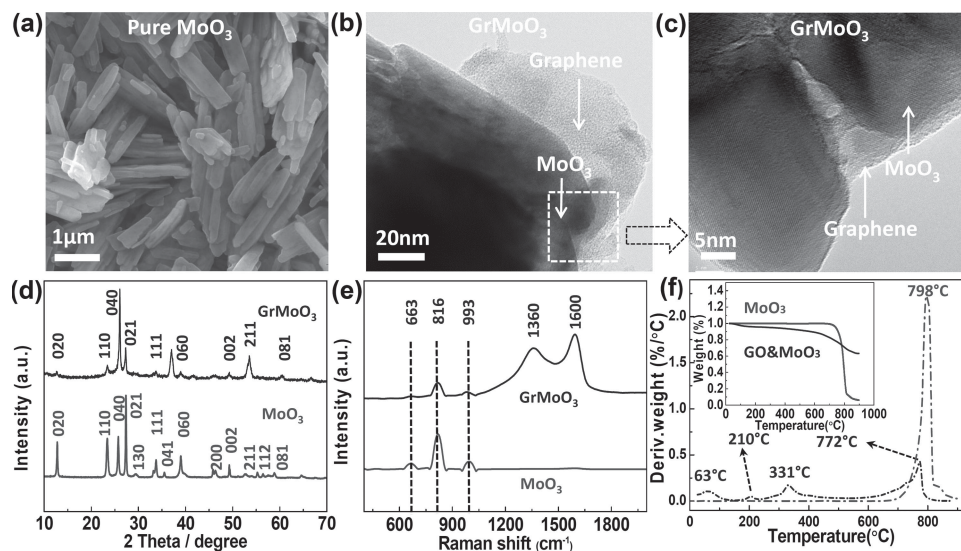 (a) Pure MoO₃
1μm
(b) GrMoO₃
Graphene
MoO₃
20nm
(c) GrMoO₃
MoO₃
Graphene
5nm
(d)
Intensity (a.u.)
GrMoO₃
020
110
040
021
111
060
002
211
081
MoO₃
020
110
040
021
130
111
041
060
200
002
211
112
081
10 20 30 40 50 60 70
2 Theta / degree
(e)
Intensity (a.u.)
663
816
993
1360
1600
GrMoO₃
MoO₃
600 900 1200 1500 1800
Raman shift (cm⁻¹)
(f)
Deriv.weight (%/°C)
2.0
1.5
1.0
0.5
0.0
798°C
1.4
1.2
1.0
0.8
0.6
0.4
0.2
0.0
Weight (%)
MoO₃
GO&MoO₃
0 200 400 600 800 1000
Temperature(°C)
210°C
772°C
63°C
331°C
0 200 400 600 800
Temperature(°C)